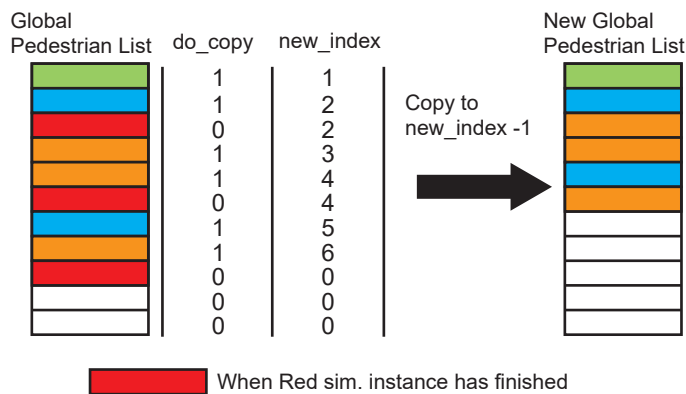 Global
Pedestrian List
do_copy
new_index
New Global
Pedestrian List
1 1
1 2
0 2
1 3
1 4
0 4
1 5
1 6
0 0
0 0
0 0
Copy to
new_index -1
When Red sim. instance has finished